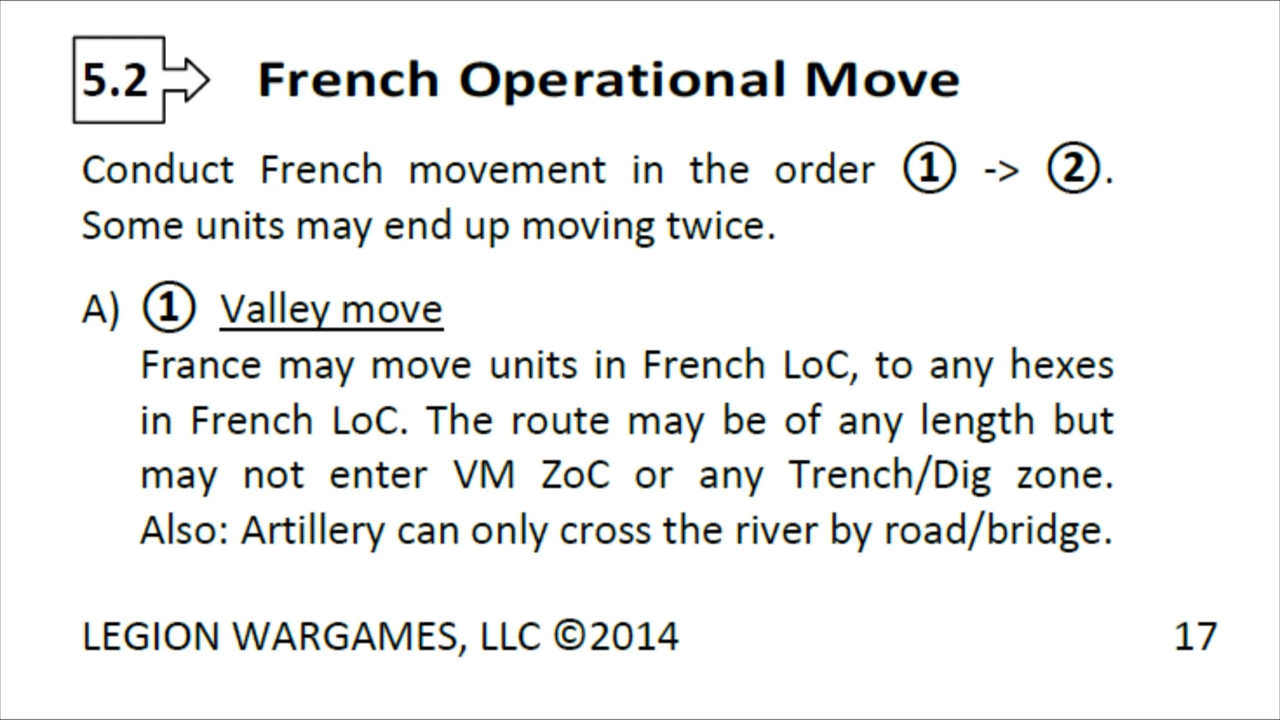 5.2 French Operational Move
Conduct French movement in the order ① -> ②.
Some units may end up moving twice.
A) ① Valley move
France may move units in French LoC, to any hexes
in French LoC. The route may be of any length but
may not enter VM ZoC or any Trench/Dig zone.
Also: Artillery can only cross the river by road/bridge.
LEGION WARGAMES, LLC ©2014 17